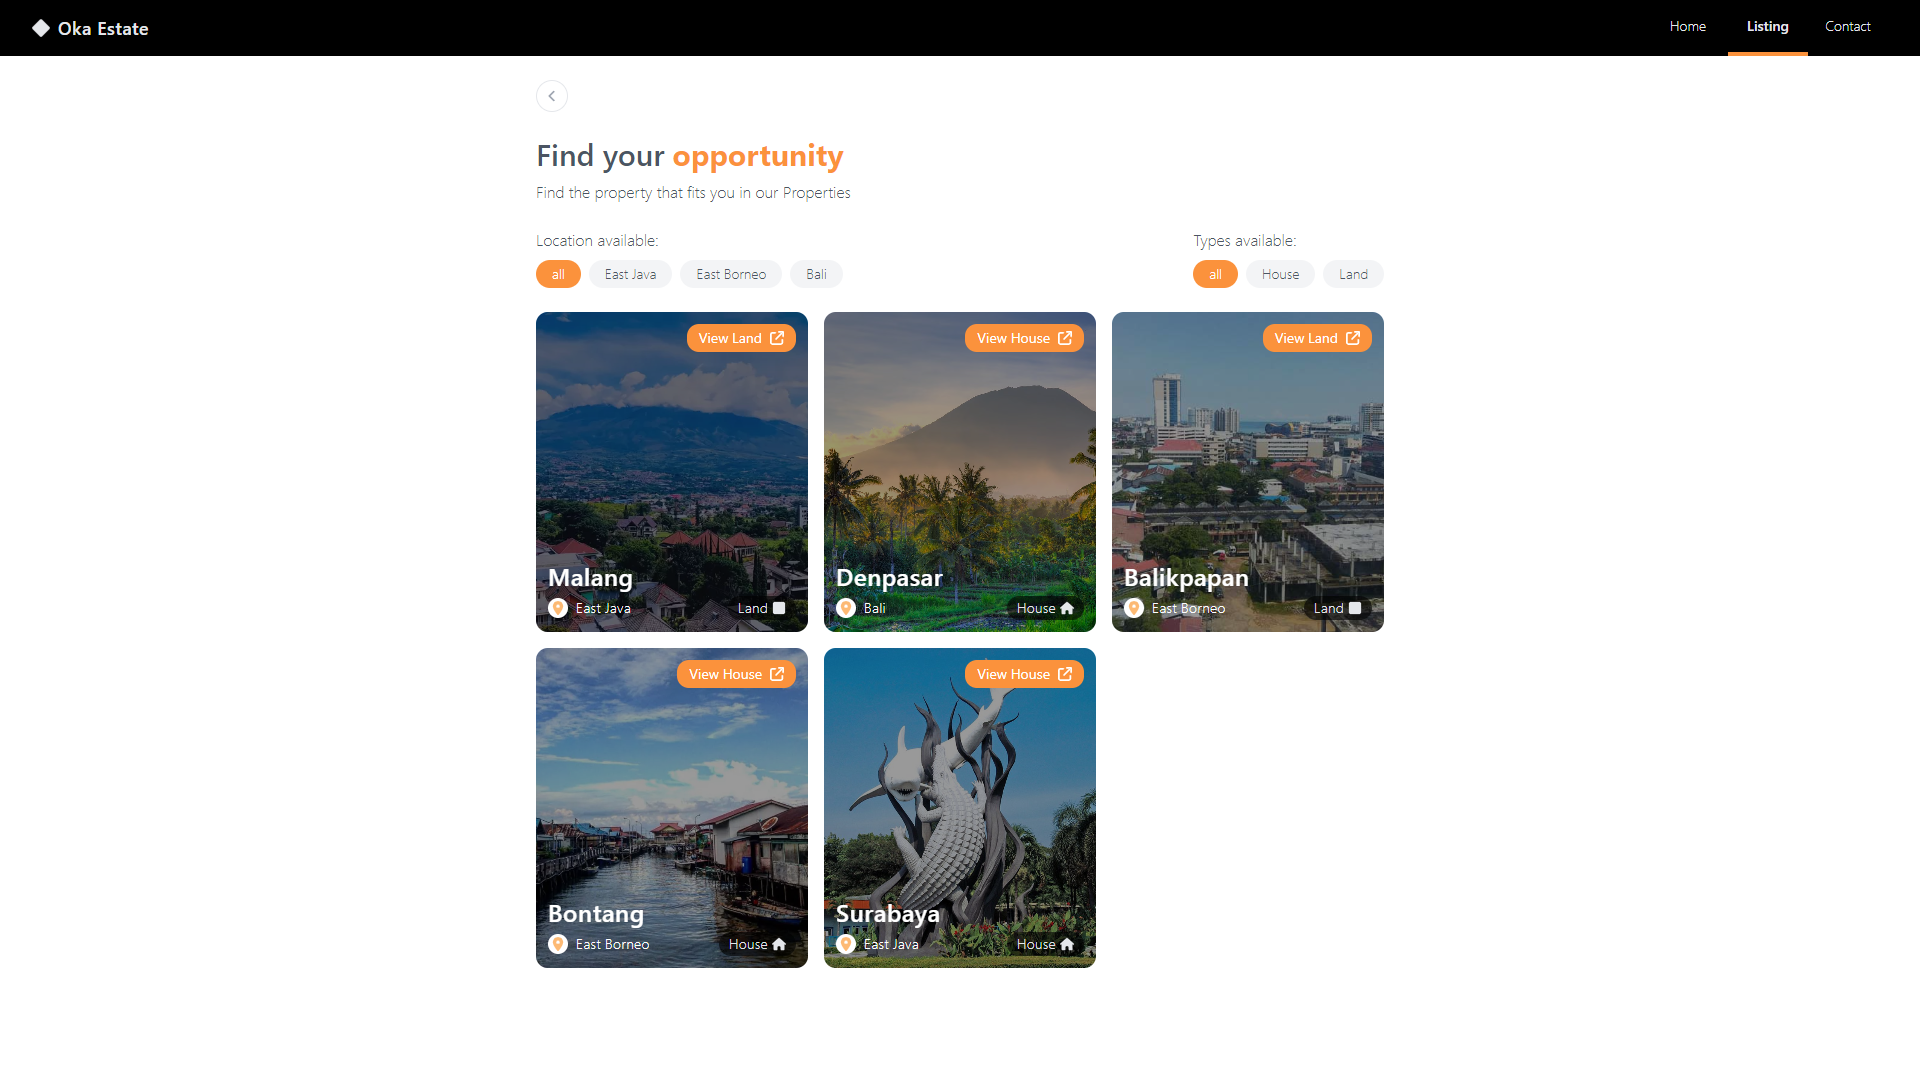 Oka Estate
Home
Listing
Contact
Find your opportunity
Find the property that fits you in our Properties
Location available:
all
East Java
East Borneo
Bali
Types available:
all
House
Land
View Land
Malang
East Java
Land
View House
Denpasar
Bali
House
View Land
Balikpapan
East Borneo
Land
View House
Bontang
East Borneo
House
View House
Surabaya
East Java
House